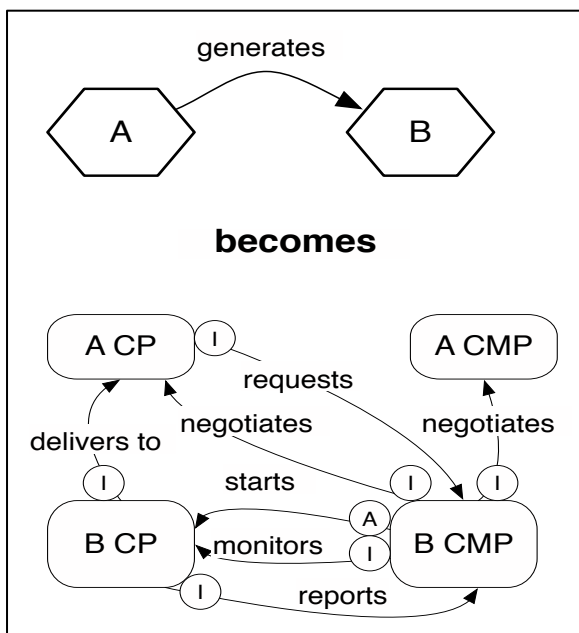 generates
A
B
becomes
A CP
I
A CMP
requests
negotiates
negotiates
delivers to
I
starts
I
I
A
B CP
monitors
I
B CMP
I
reports